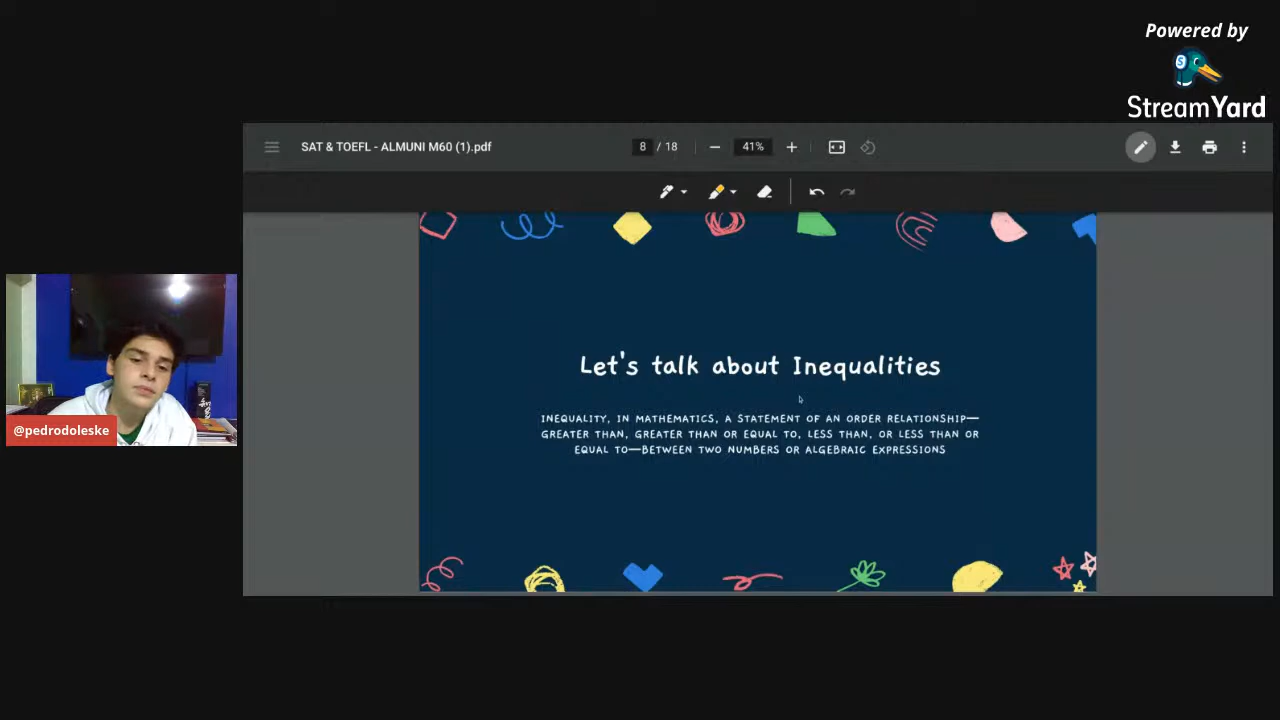 Powered by
StreamYard
SAT & TOEFL - ALMUNI M60 (1).pdf
8 / 18
41%
Let's talk about Inequalities
INEQUALITY, IN MATHEMATICS, A STATEMENT OF AN ORDER RELATIONSHIP—
GREATER THAN, GREATER THAN OR EQUAL TO, LESS THAN, OR LESS THAN OR
EQUAL TO—BETWEEN TWO NUMBERS OR ALGEBRAIC EXPRESSIONS
@pedrodoleske